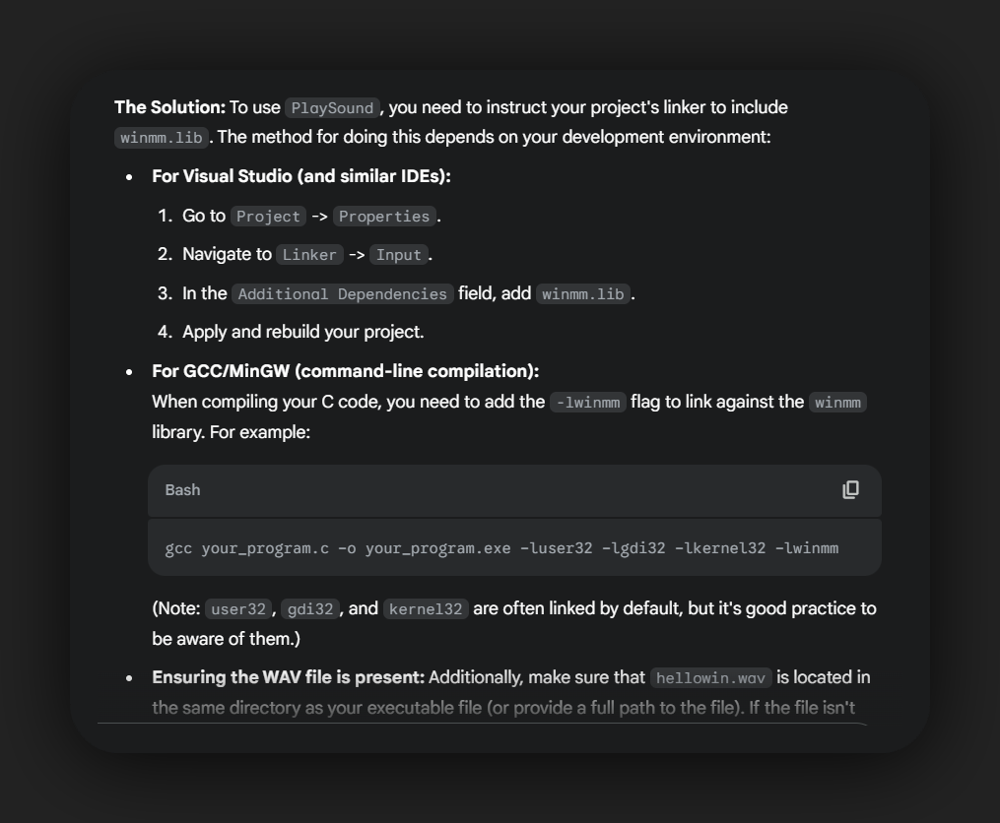 The Solution: To use PlaySound, you need to instruct your project's linker to include
winmm.lib. The method for doing this depends on your development environment:
• For Visual Studio (and similar IDEs):
1. Go to Project -> Properties.
2. Navigate to Linker -> Input.
3. In the Additional Dependencies field, add winmm.lib.
4. Apply and rebuild your project.
• For GCC/MinGW (command-line compilation):
When compiling your C code, you need to add the -lwinmm flag to link against the winmm
library. For example:
Bash
gcc your_program.c -o your_program.exe -luser32 -lgdi32 -lkernel32 -lwinmm
(Note: user32, gdi32, and kernel32 are often linked by default, but it's good practice to
be aware of them.)
• Ensuring the WAV file is present: Additionally, make sure that hellowin.wav is located in
the same directory as your executable file (or provide a full path to the file). If the file isn't